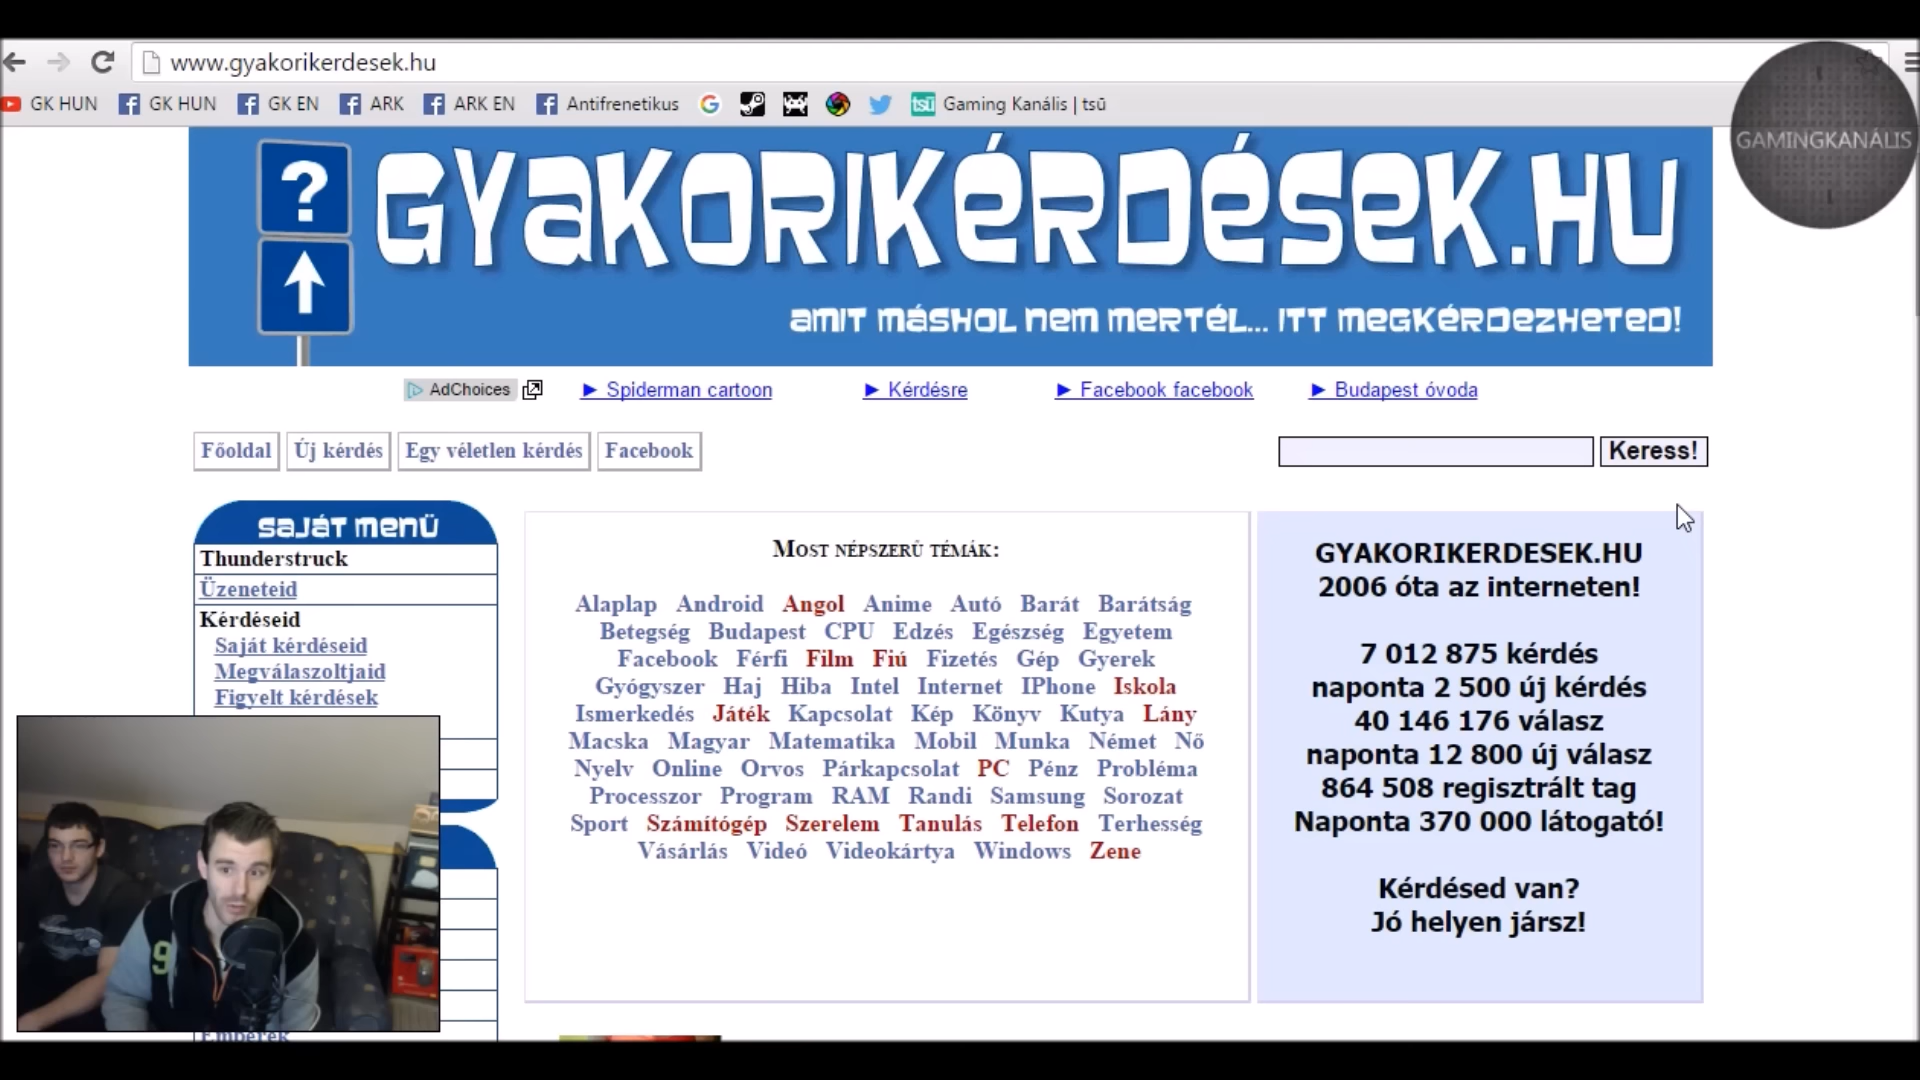 www.gyakorikerdesek.hu
GK HUN GK HUN GK EN ARK ARK EN Antifrenetikus tsū Gaming Kanális | tsū
GAMINGKANÁLIS
?
GYAKORIKÉRDÉSEK.HU
AMIT MÁSHOL NEM MERTÉL... ITT MEGKÉRDEZHETED!
AdChoices ► Spiderman cartoon ► Kérdésre ► Facebook facebook ► Budapest óvoda
Főoldal Új kérdés Egy véletlen kérdés Facebook Keress!
SAJÁT MENÜ
Thunderstruck
Üzeneteid
Kérdéseid
Saját kérdéseid
Megválaszoltjaid
Figyelt kérdések
Emberek
MOST NÉPSZERŰ TÉMÁK:
Alaplap Android Angol Anime Autó Barát Barátság
Betegség Budapest CPU Edzés Egészség Egyetem
Facebook Férfi Film Fiú Fizetés Gép Gyerek
Gyógyszer Haj Hiba Intel Internet IPhone Iskola
Ismerkedés Játék Kapcsolat Kép Könyv Kutya Lány
Macska Magyar Matematika Mobil Munka Német Nő
Nyelv Online Orvos Párkapcsolat PC Pénz Probléma
Processzor Program RAM Randi Samsung Sorozat
Sport Számítógép Szerelem Tanulás Telefon Terhesség
Vásárlás Videó Videokártya Windows Zene
GYAKORIKERDESEK.HU
2006 óta az interneten!
7 012 875 kérdés
naponta 2 500 új kérdés
40 146 176 válasz
naponta 12 800 új válasz
864 508 regisztrált tag
Naponta 370 000 látogató!
Kérdésed van?
Jó helyen jársz!
9